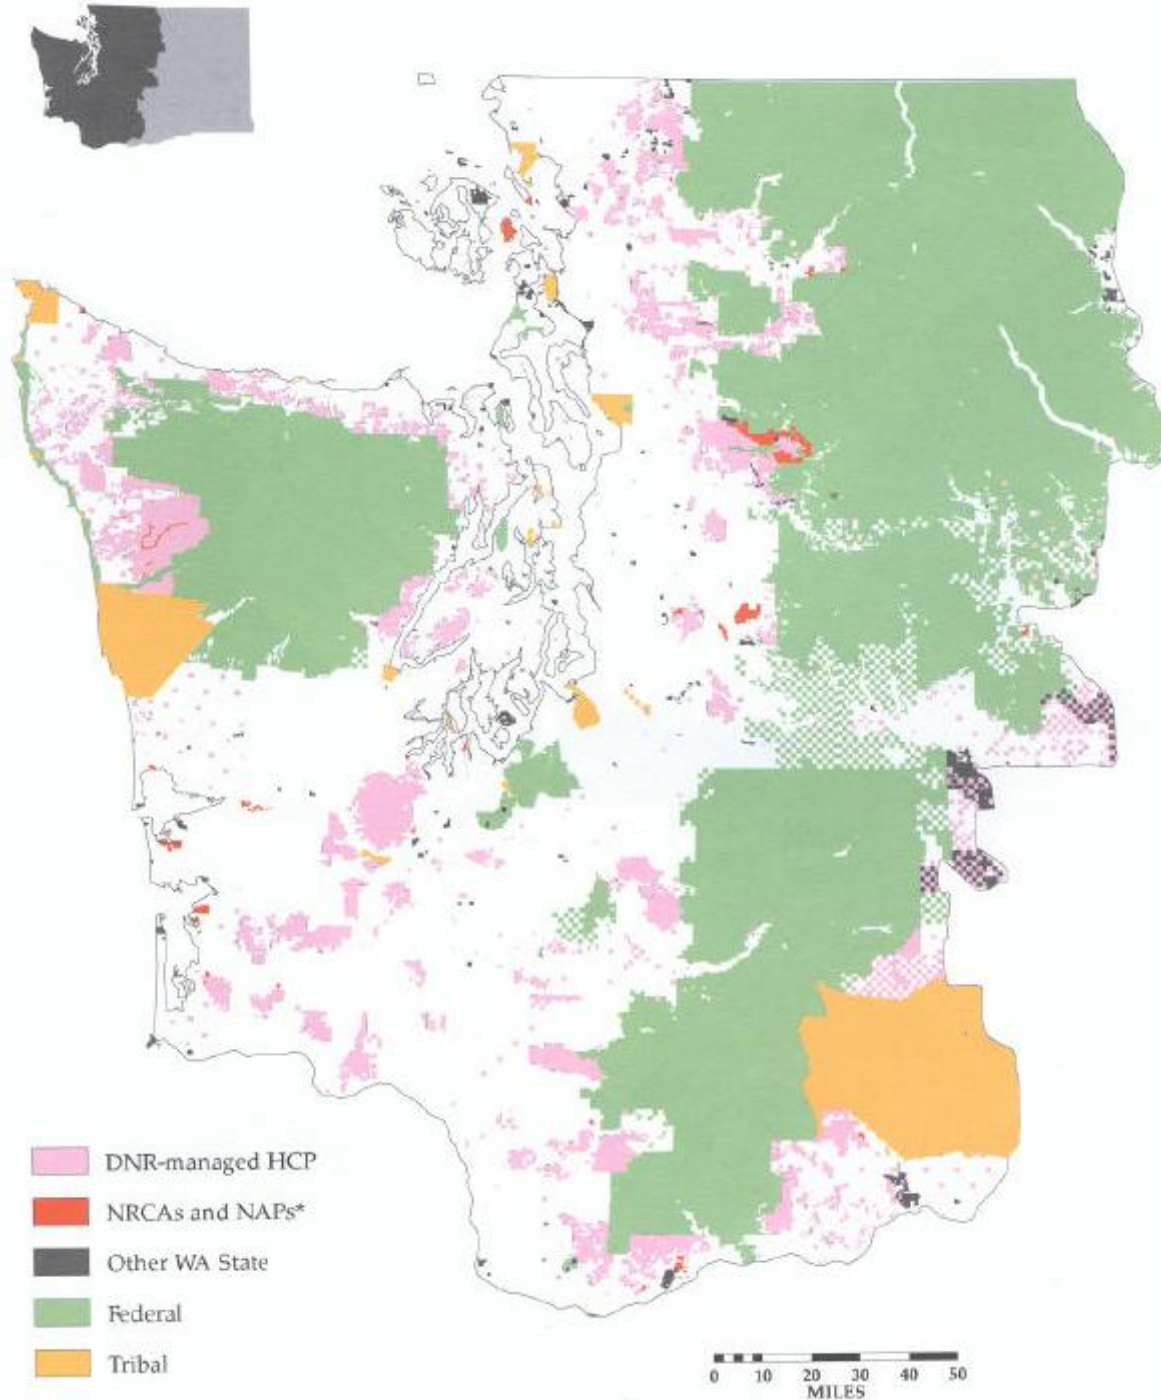 DNR-managed HCP
NRCAs and NAPs*
Other WA State
Federal
Tribal
0 10 20 30 40 50
MILES